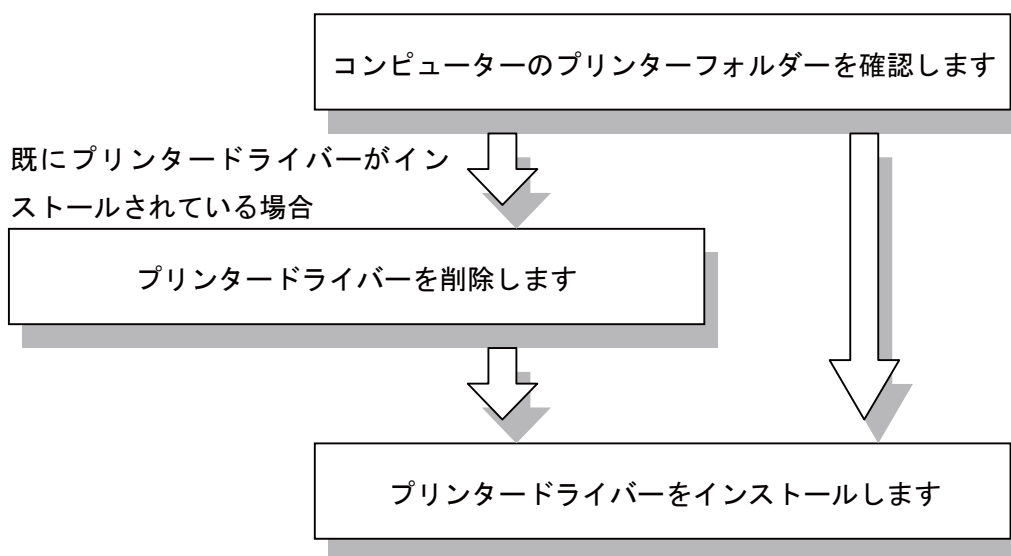 コンピューターのプリンターフォルダーを確認します
既にプリンタードライバーがイン
ストールされている場合
プリンタードライバーを削除します
プリンタードライバーをインストールします